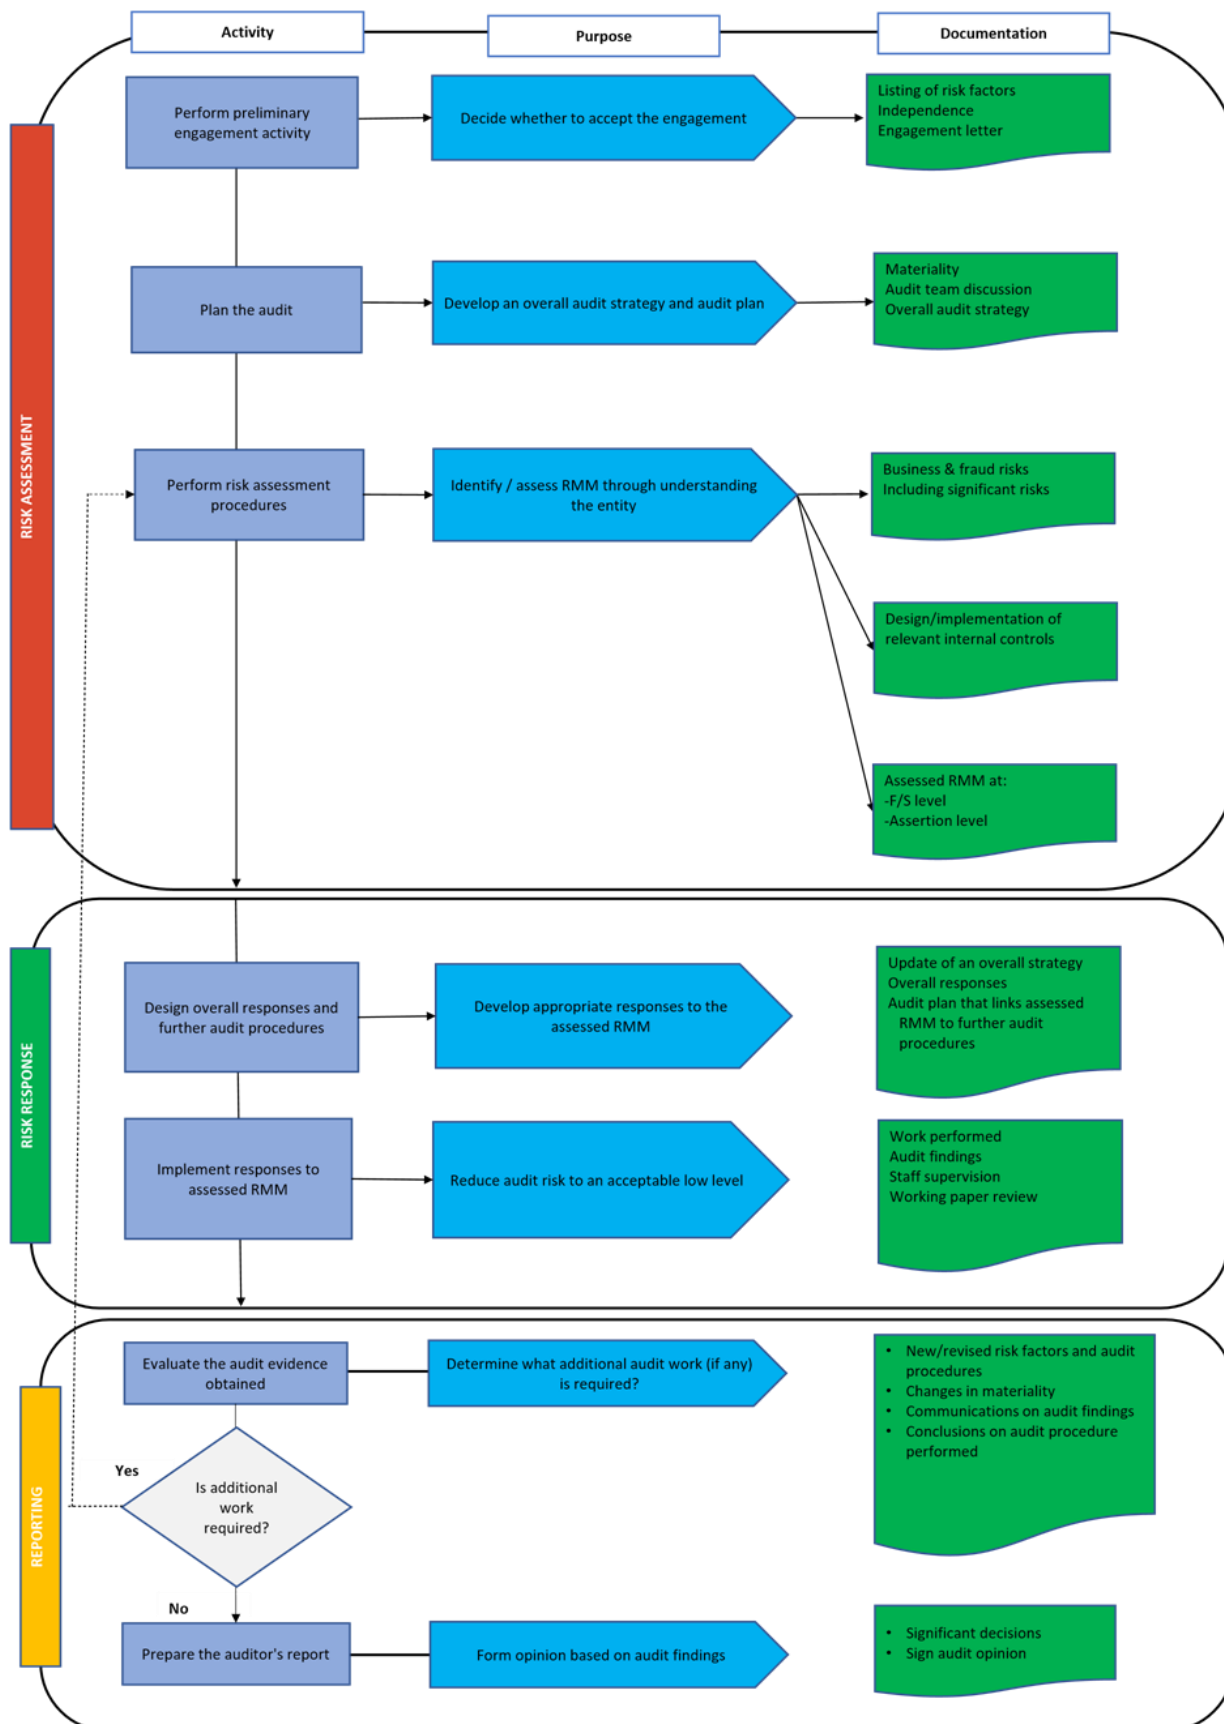 Activity
Purpose
Documentation
RISK ASSESSMENT
Perform preliminary
engagement activity
Decide whether to accept the engagement
Listing of risk factors
Independence
Engagement letter
Plan the audit
Develop an overall audit strategy and audit plan
Materiality
Audit team discussion
Overall audit strategy
Perform risk assessment
procedures
Identify / assess RMM through understanding
the entity
Business & fraud risks
Including significant risks
Design/implementation of
relevant internal controls
Assessed RMM at:
-F/S level
-Assertion level
RISK RESPONSE
Design overall responses and
further audit procedures
Develop appropriate responses to the
assessed RMM
Update of an overall strategy
Overall responses
Audit plan that links assessed
RMM to further audit
procedures
Implement responses to
assessed RMM
Reduce audit risk to an acceptable low level
Work performed
Audit findings
Staff supervision
Working paper review
REPORTING
Evaluate the audit evidence
obtained
Determine what additional audit work (if any)
is required?
• New/revised risk factors and audit
procedures
• Changes in materiality
• Communications on audit findings
• Conclusions on audit procedure
performed
Yes
Is additional
work
required?
No
Prepare the auditor's report
Form opinion based on audit findings
• Significant decisions
• Sign audit opinion